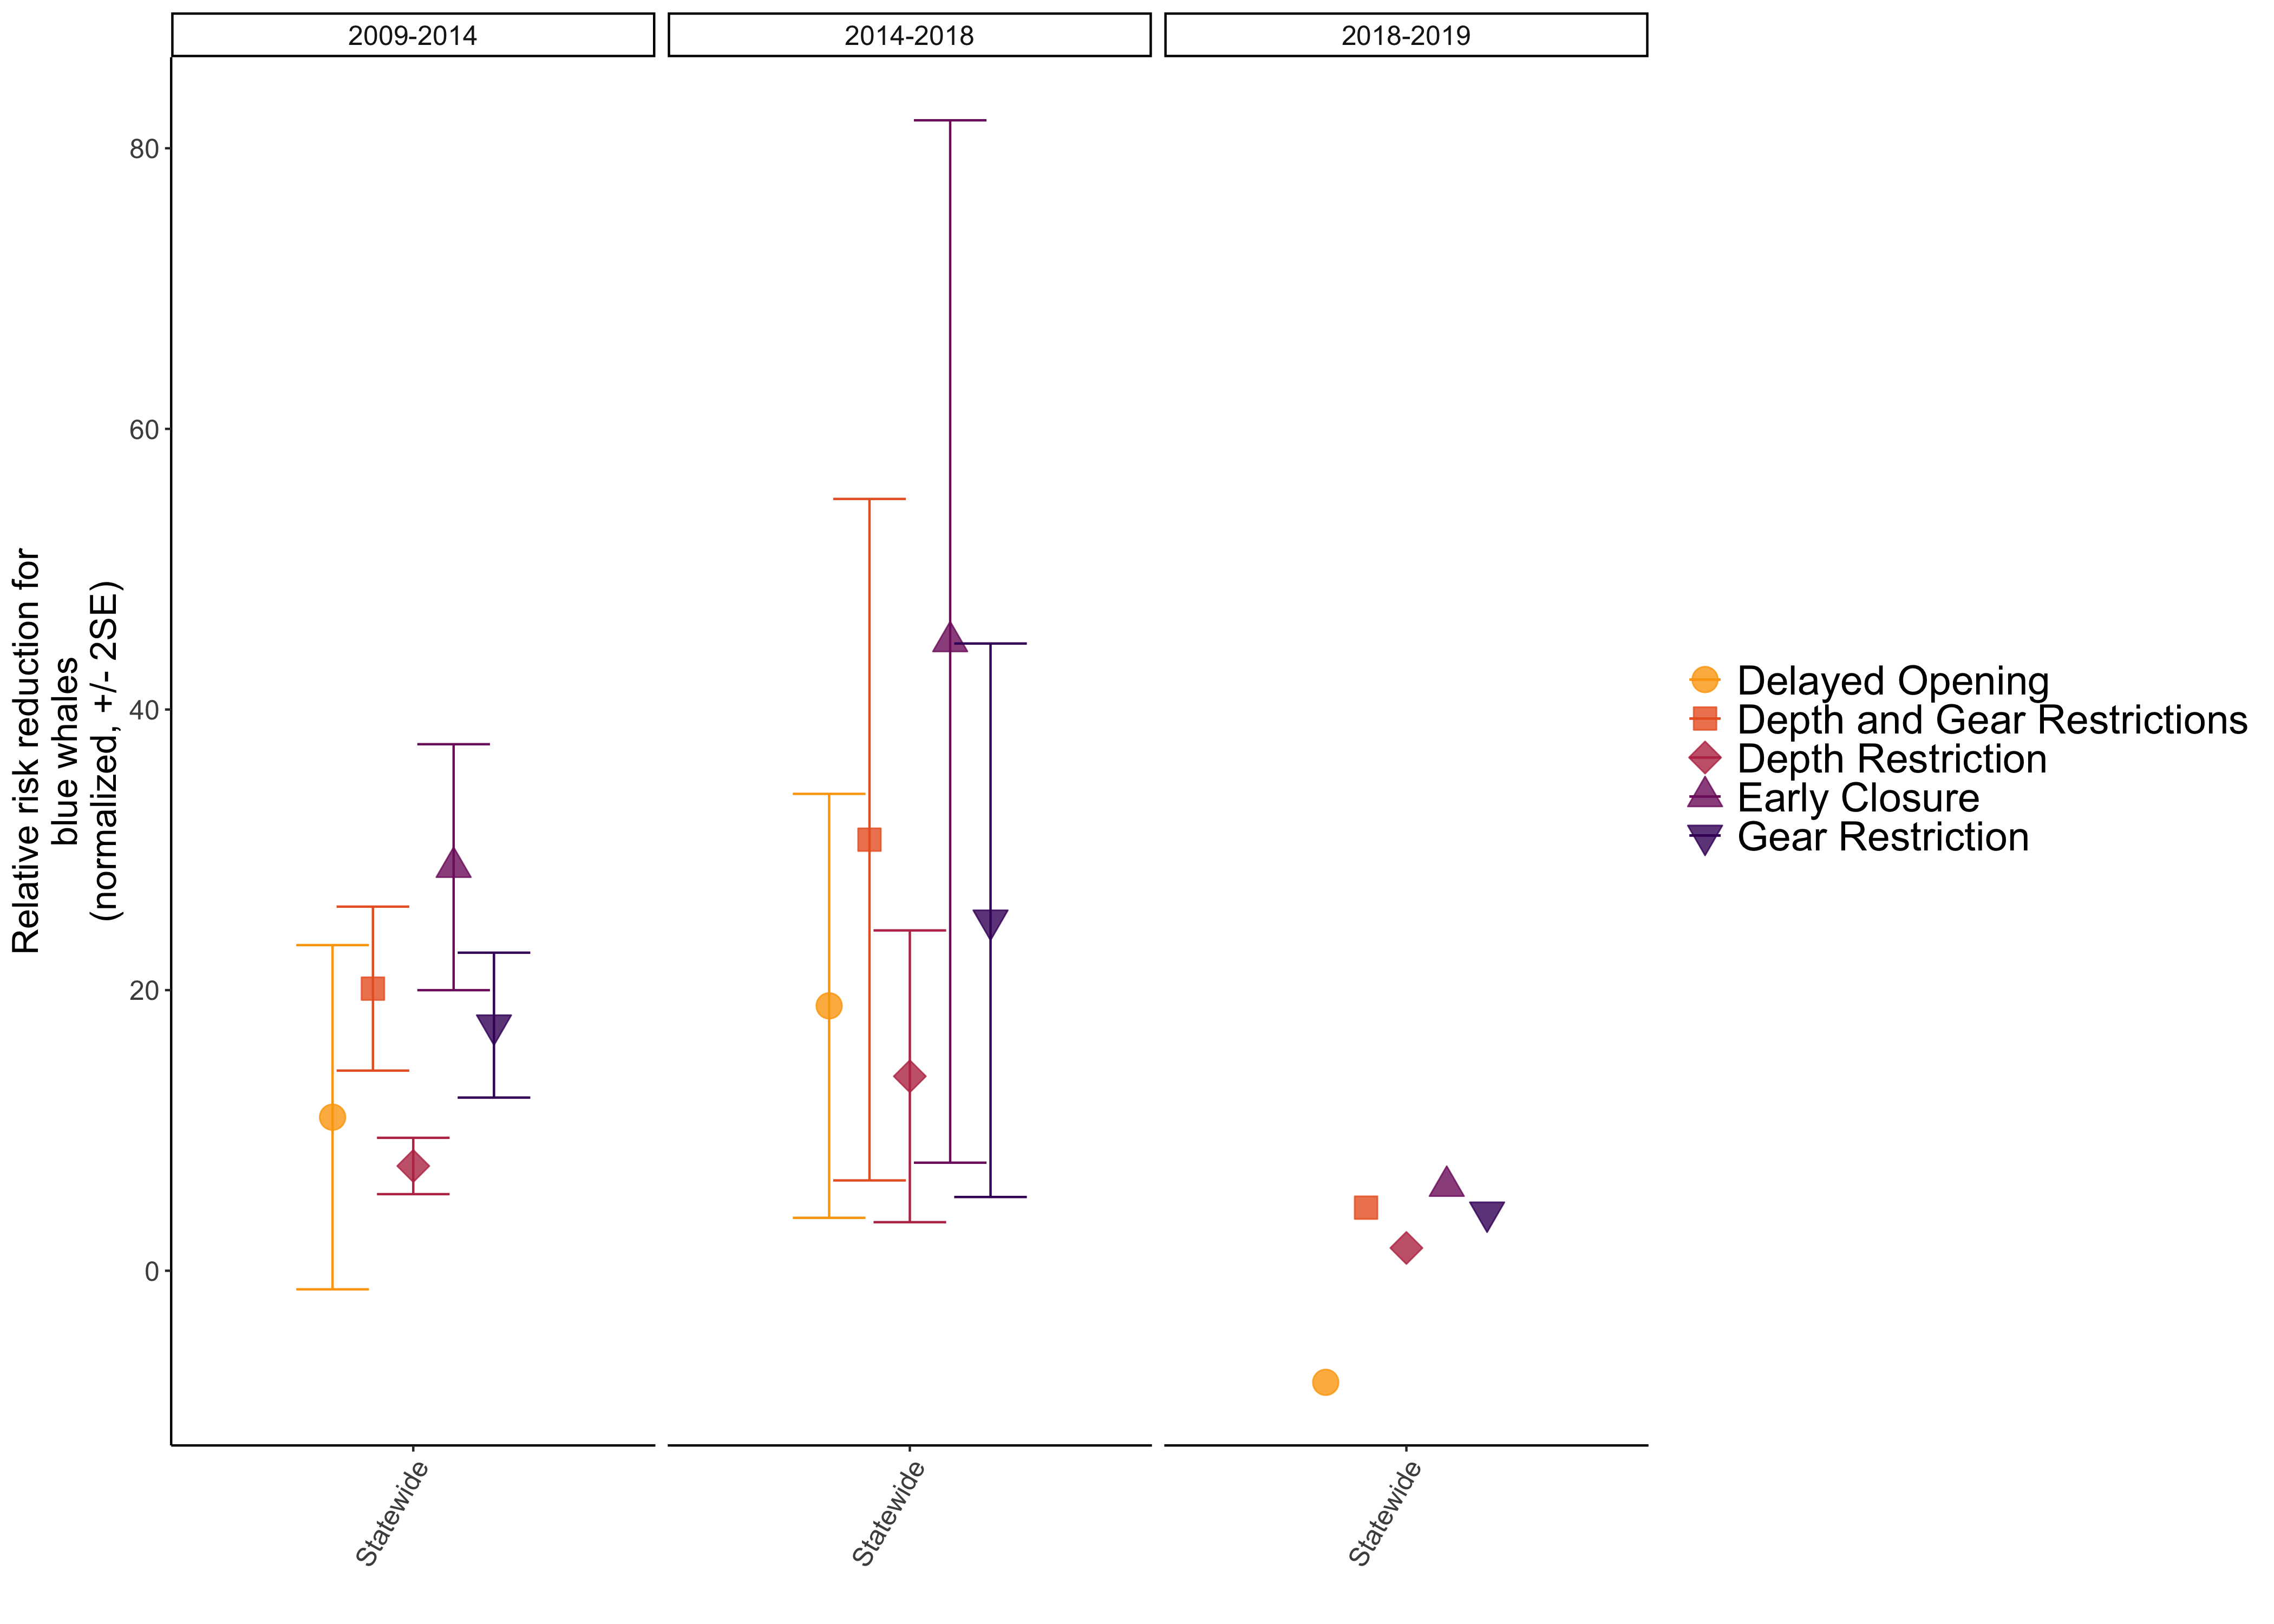 2009-2014
2014-2018
2018-2019
Relative risk reduction for
blue whales
(normalized, +/- 2SE)
80
60
40
20
0
Statewide
Statewide
Statewide
Delayed Opening
Depth and Gear Restrictions
Depth Restriction
Early Closure
Gear Restriction